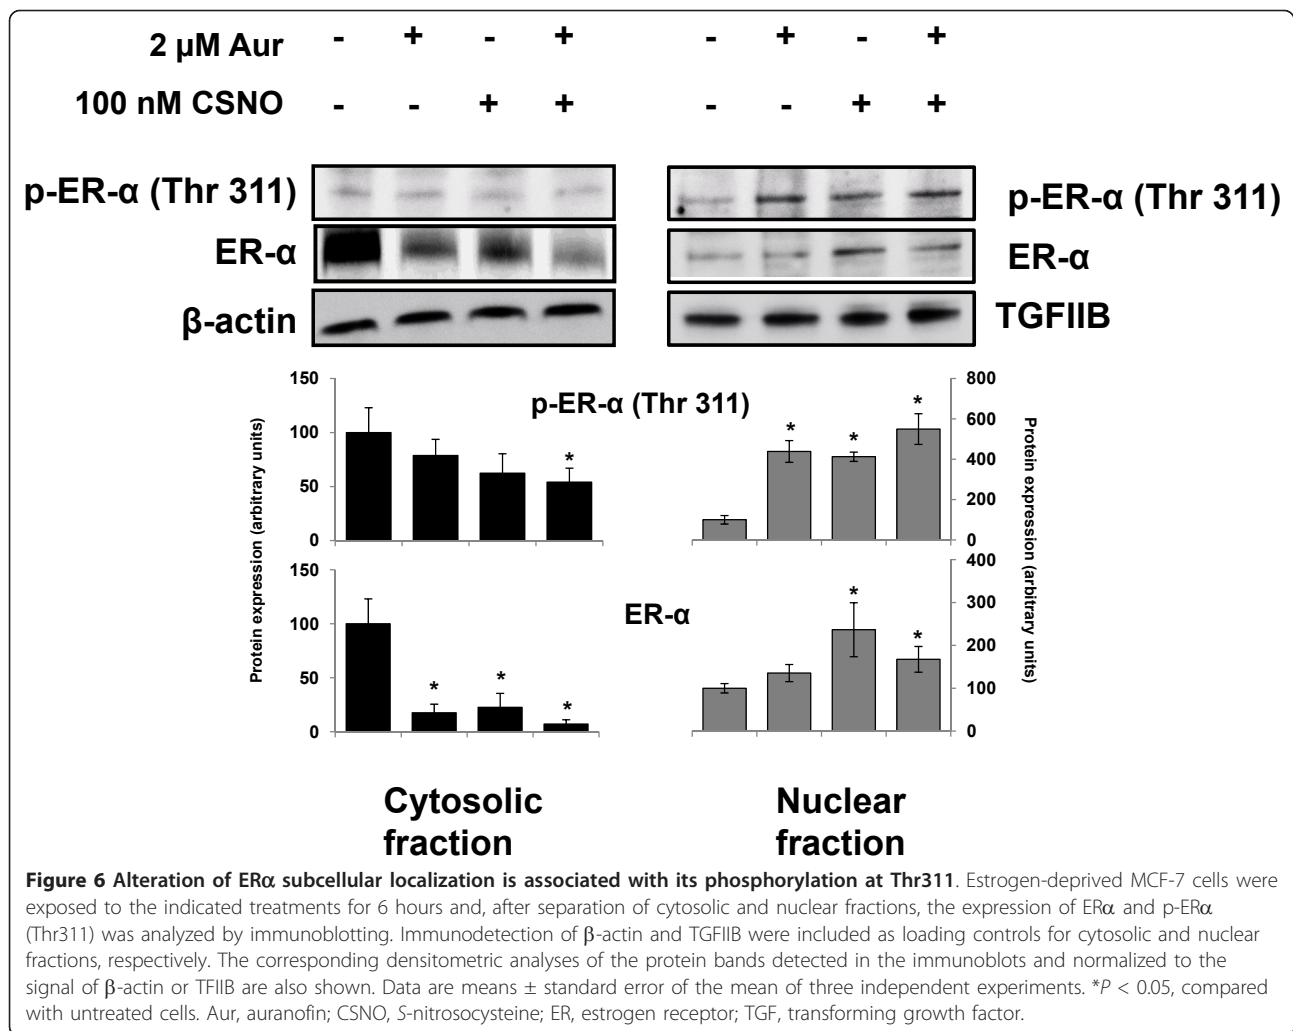 2 µM Aur - + - + - + - +
100 nM CSNO - - + + - - + +
p-ER-α (Thr 311) p-ER-α (Thr 311)
ER-α ER-α
β-actin TGFIIB
p-ER-α (Thr 311)
Protein expression (arbitrary units)
150
100
50
0
*
800
600
400
200
0
* * *
Protein expression (arbitrary units)
ER-α
150
100
50
0
* * *
400
300
200
100
0
* *
Cytosolic
fraction
Nuclear
fraction
Figure 6 Alteration of ERα subcellular localization is associated with its phosphorylation at Thr311. Estrogen-deprived MCF-7 cells were
exposed to the indicated treatments for 6 hours and, after separation of cytosolic and nuclear fractions, the expression of ERα and p-ERα
(Thr311) was analyzed by immunoblotting. Immunodetection of β-actin and TGFIIB were included as loading controls for cytosolic and nuclear
fractions, respectively. The corresponding densitometric analyses of the protein bands detected in the immunoblots and normalized to the
signal of β-actin or TFIIB are also shown. Data are means ± standard error of the mean of three independent experiments. *P < 0.05, compared
with untreated cells. Aur, auranofin; CSNO, S-nitrosocysteine; ER, estrogen receptor; TGF, transforming growth factor.